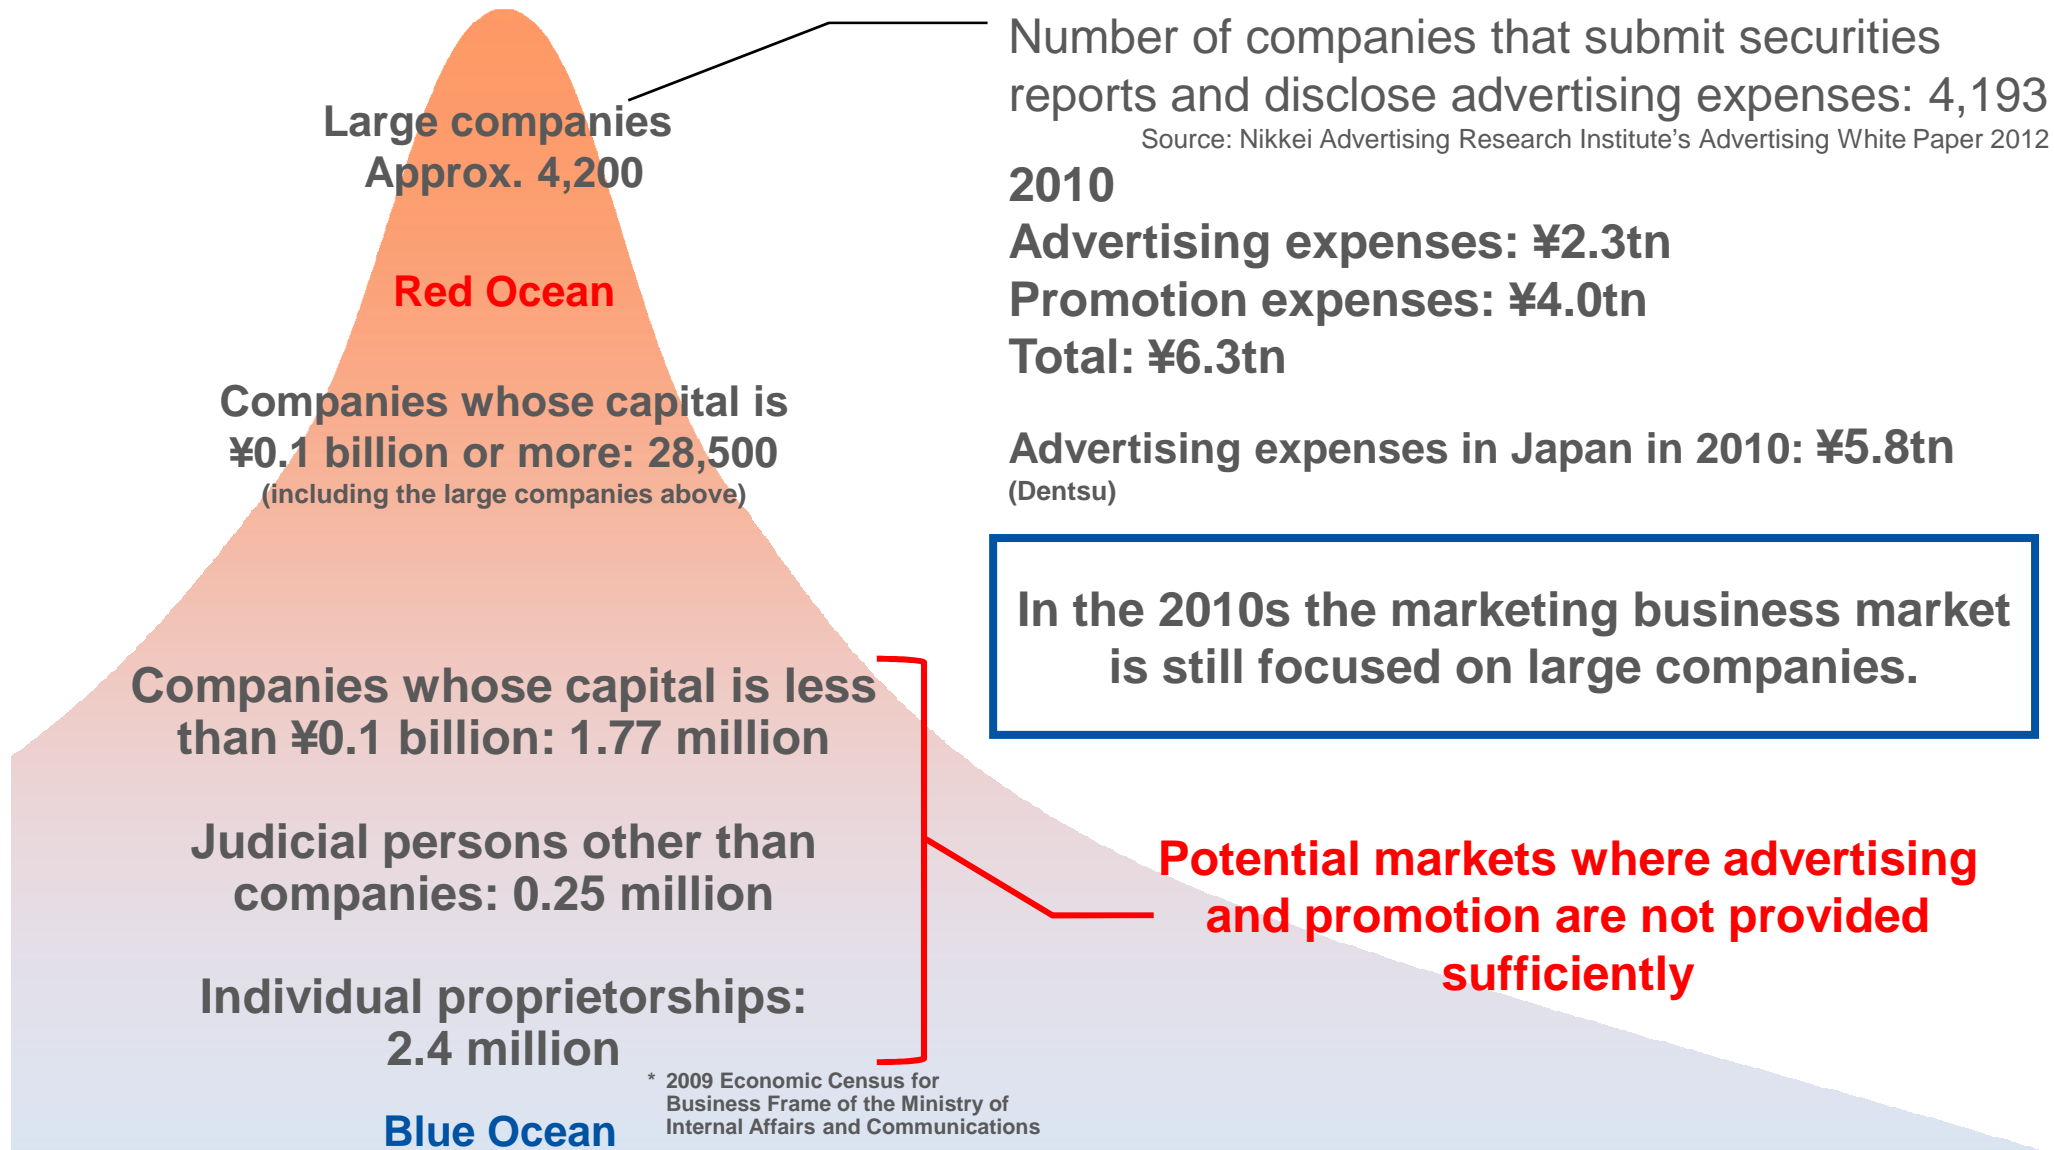 Large companies
Approx. 4,200
Red Ocean
Companies whose capital is
¥0.1 billion or more: 28,500
(including the large companies above)
Companies whose capital is less
than ¥0.1 billion: 1.77 million
Judicial persons other than
companies: 0.25 million
Individual proprietorships:
2.4 million
Blue Ocean
* 2009 Economic Census for
Business Frame of the Ministry of
Internal Affairs and Communications
Number of companies that submit securities
reports and disclose advertising expenses: 4,193
Source: Nikkei Advertising Research Institute's Advertising White Paper 2012
2010
Advertising expenses: ¥2.3tn
Promotion expenses: ¥4.0tn
Total: ¥6.3tn
Advertising expenses in Japan in 2010: ¥5.8tn
(Dentsu)
In the 2010s the marketing business market
is still focused on large companies.
Potential markets where advertising
and promotion are not provided
sufficiently